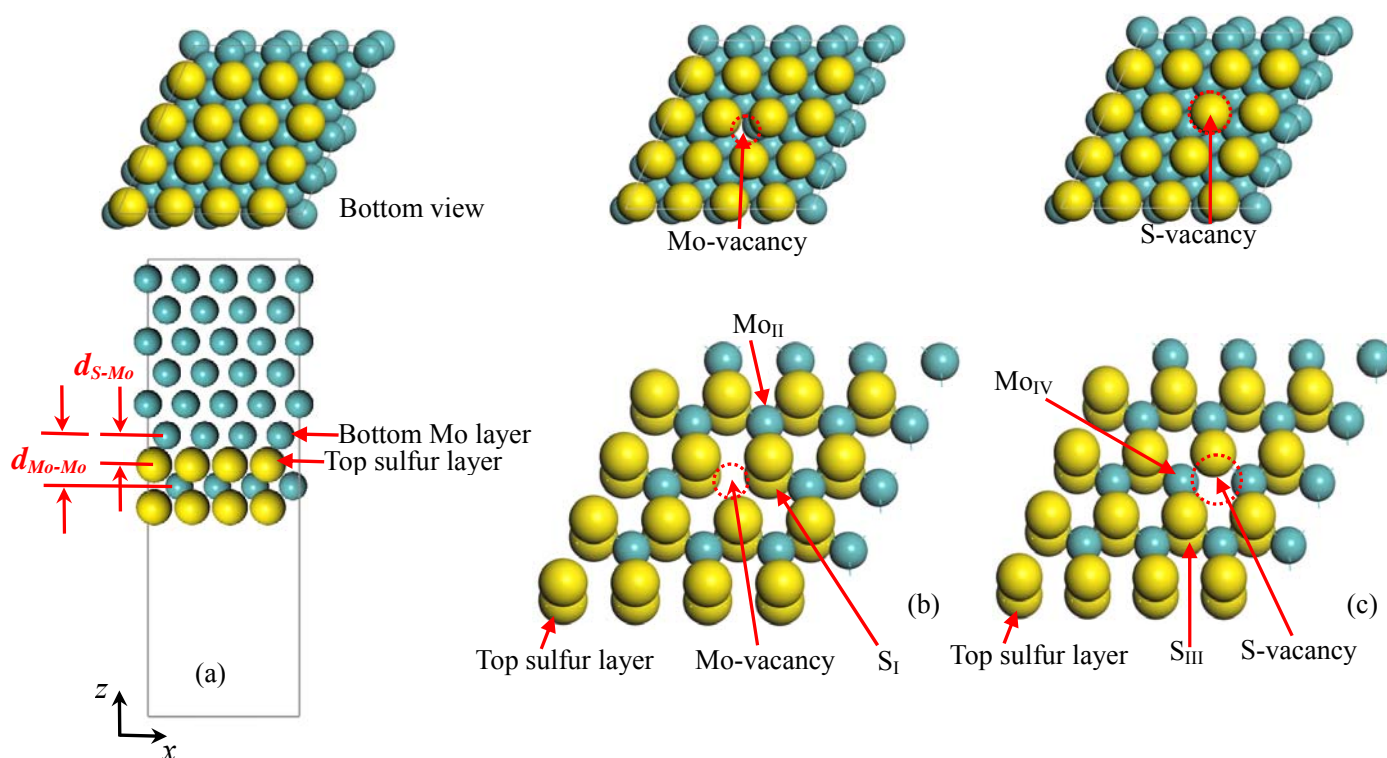 Bottom view
Mo-vacancy
S-vacancy
d_S-Mo
d_Mo-Mo
Bottom Mo layer
Top sulfur layer
(a)
z
x
Mo_II
(b)
Top sulfur layer
Mo-vacancy
S_I
Mo_IV
(c)
Top sulfur layer
S_III
S-vacancy